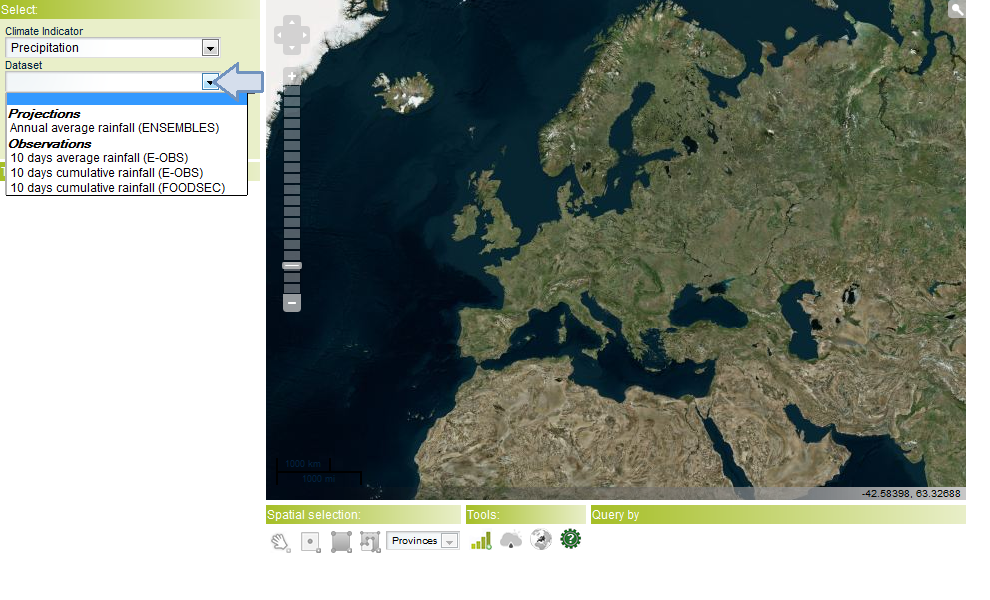 Select:
Climate Indicator
Precipitation
Dataset
Projections
Annual average rainfall (ENSEMBLES)
Observations
10 days average rainfall (E-OBS)
10 days cumulative rainfall (E-OBS)
10 days cumulative rainfall (FOODSEC)
1000 km
1000 mi
-42.58398, 63.32688
Spatial selection:
Tools:
Query by
Provinces